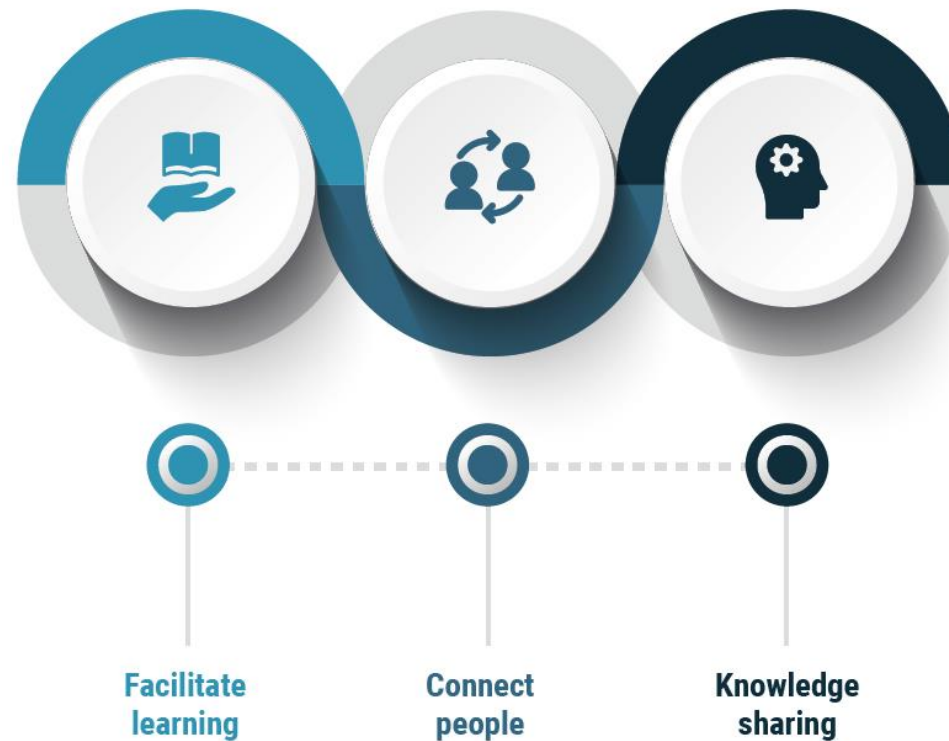 Facilitate
learning
Connect
people
Knowledge
sharing